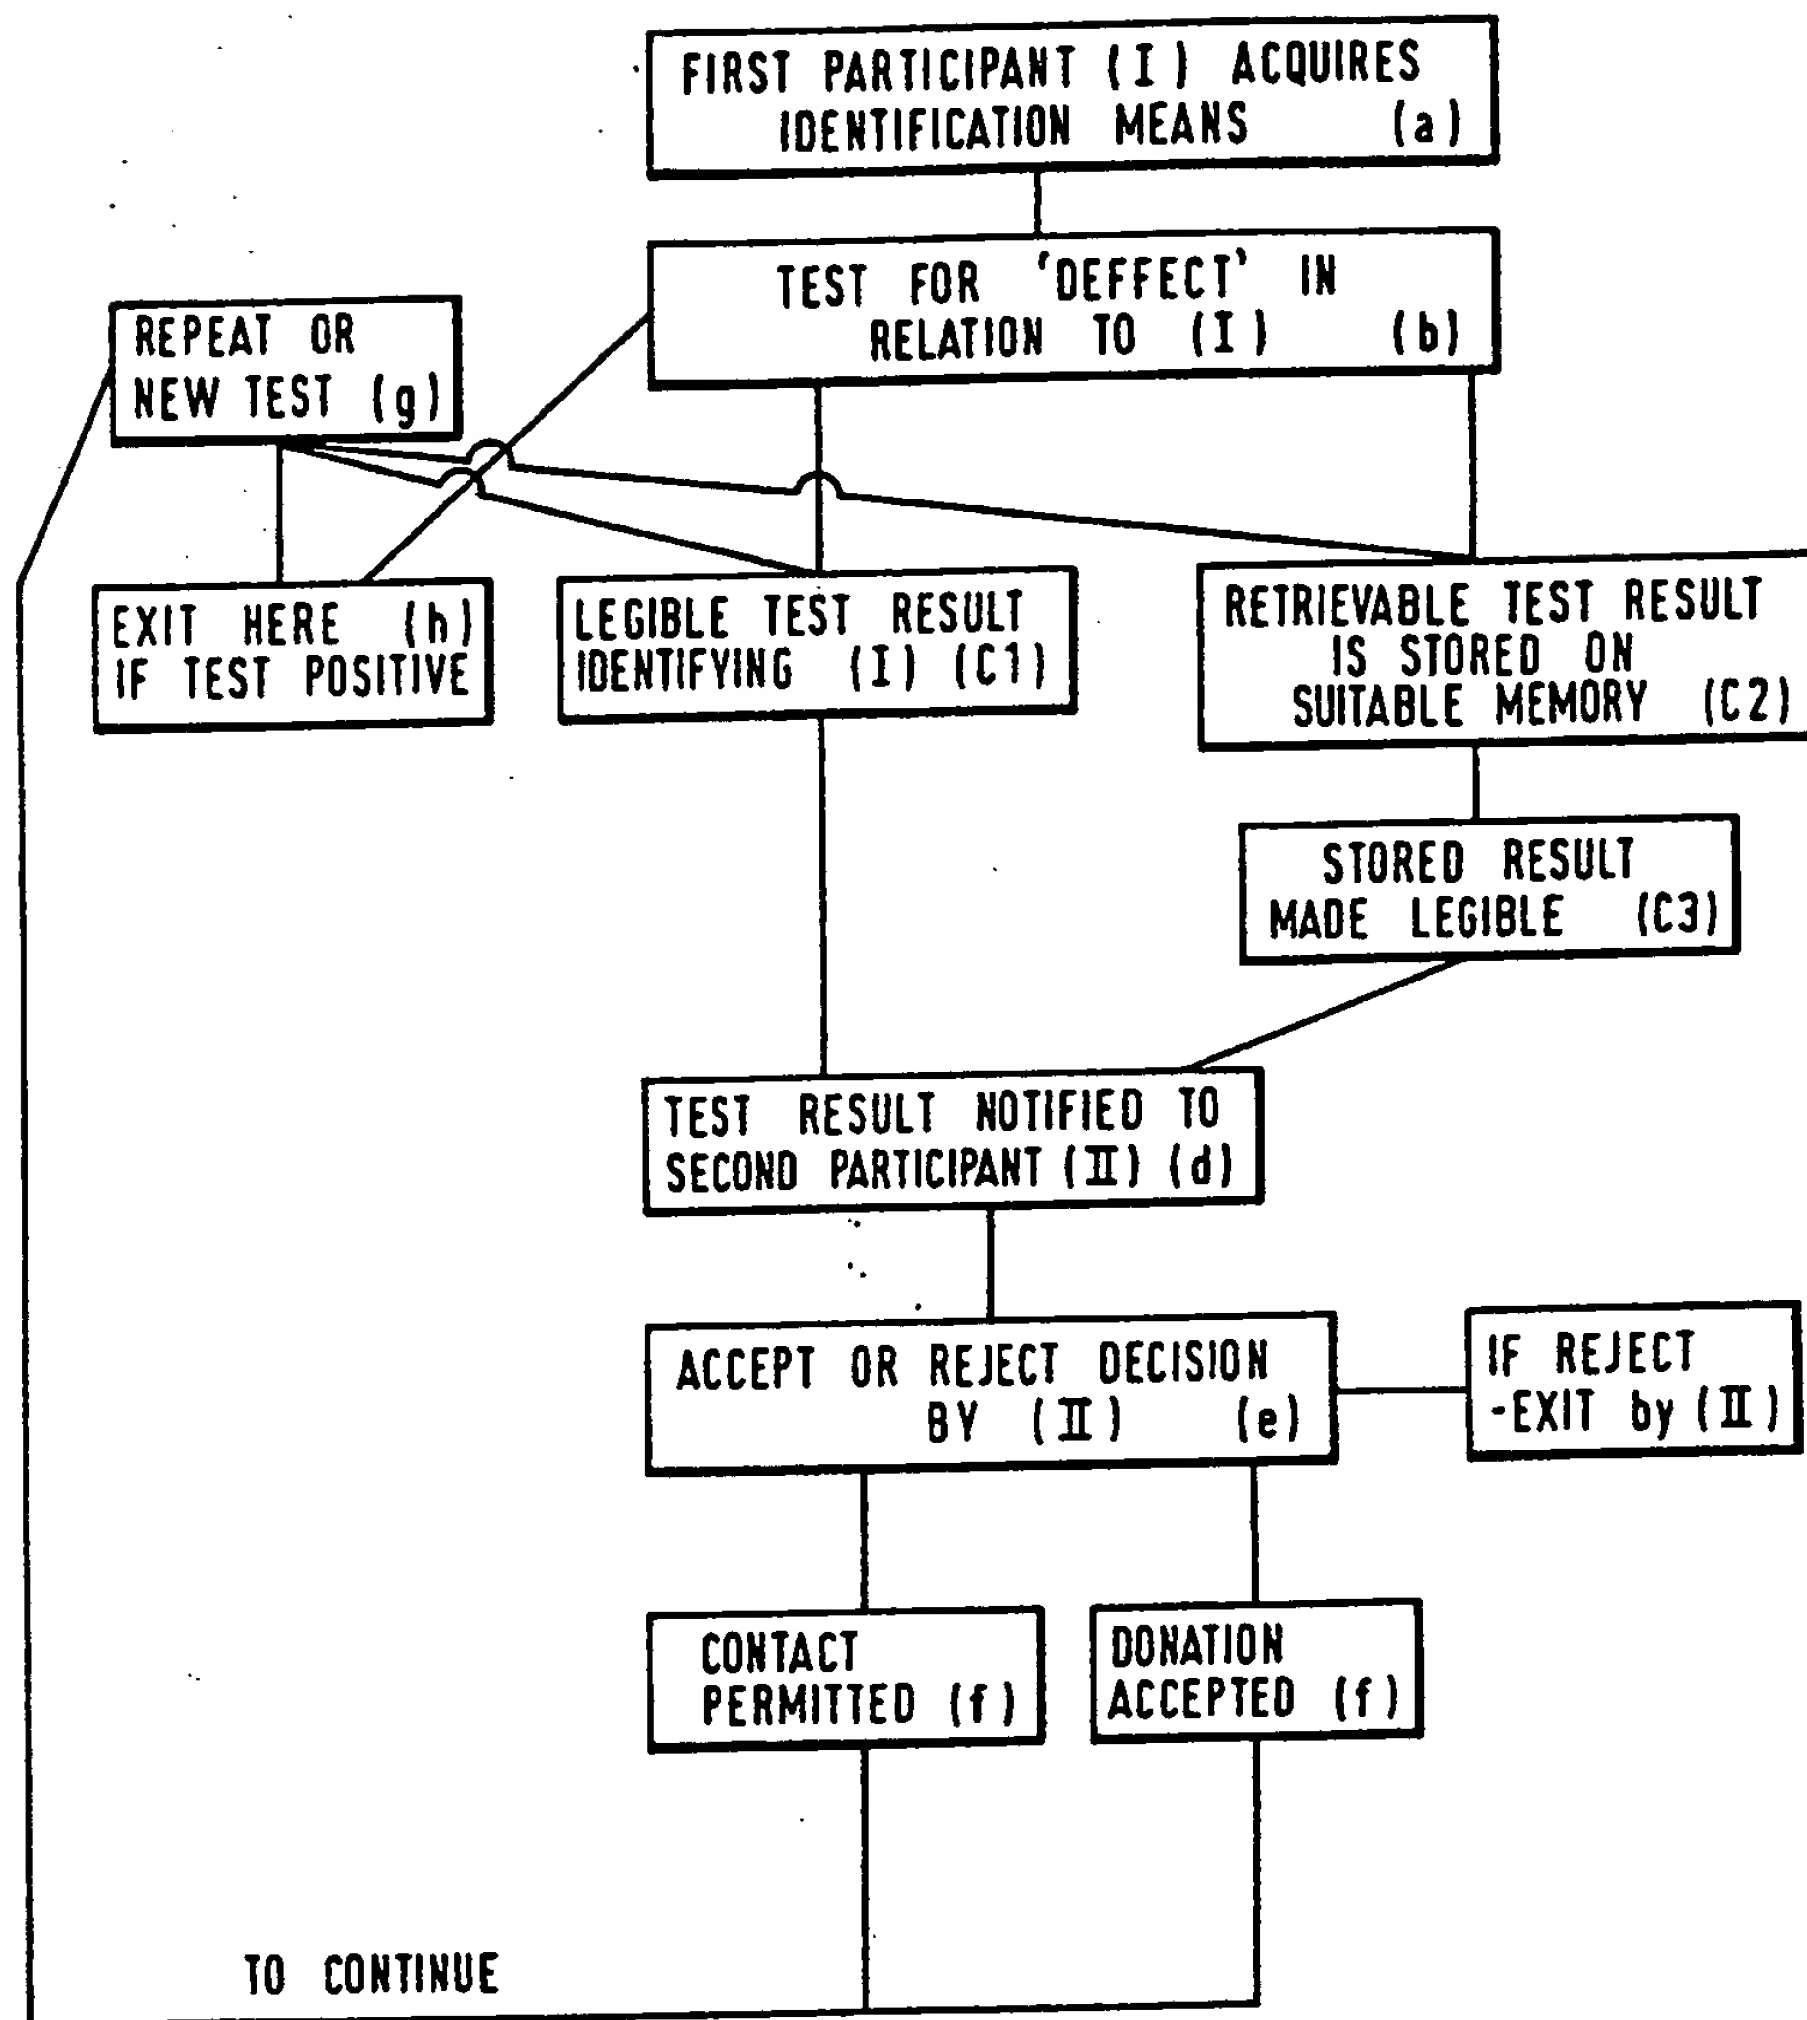 FIRST PARTICIPANT (I) ACQUIRES
IDENTIFICATION MEANS (a)
TEST FOR 'DEFFECT' IN
RELATION TO (I) (b)
REPEAT OR
NEW TEST (g)
EXIT HERE (h)
IF TEST POSITIVE
LEGIBLE TEST RESULT
IDENTIFYING (I) (C1)
RETRIEVABLE TEST RESULT
IS STORED ON
SUITABLE MEMORY (C2)
STORED RESULT
MADE LEGIBLE (C3)
TEST RESULT NOTIFIED TO
SECOND PARTICIPANT (II) (d)
ACCEPT OR REJECT DECISION
BY (II) (e)
IF REJECT
-EXIT by (II)
CONTACT
PERMITTED (f)
DONATION
ACCEPTED (f)
TO CONTINUE